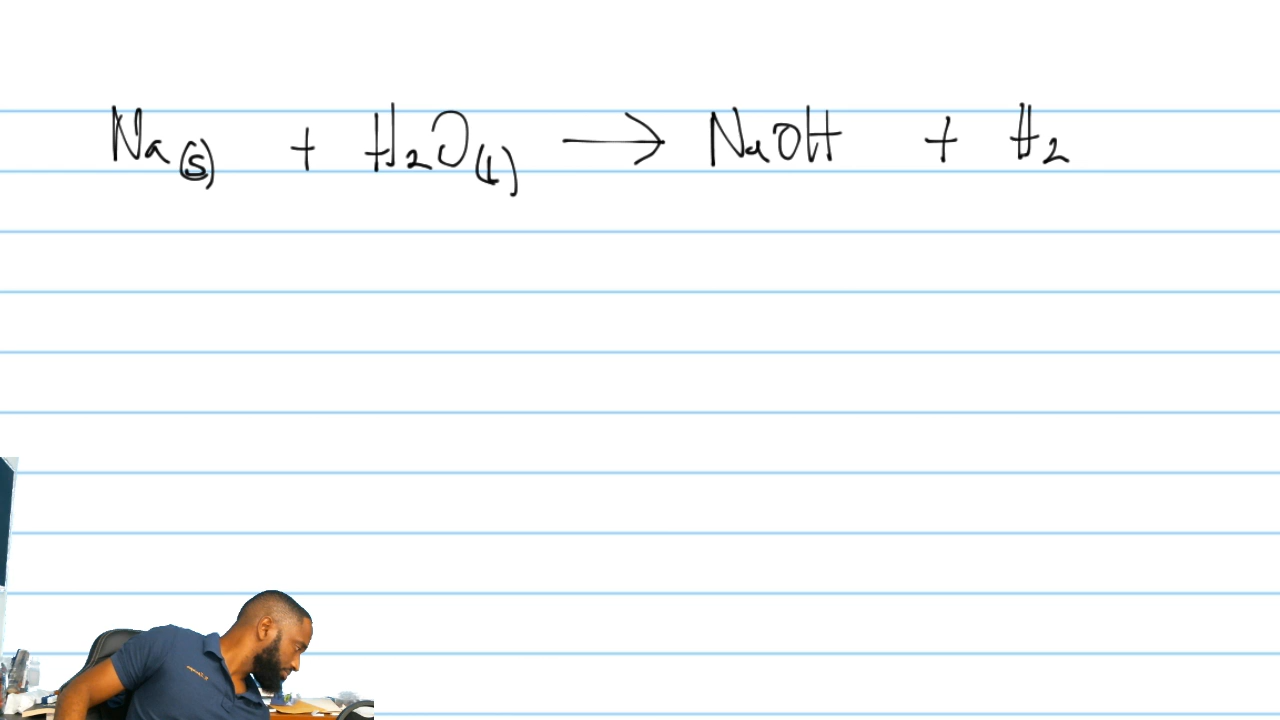 Na(s) + H₂O(l) → NaOH + H₂